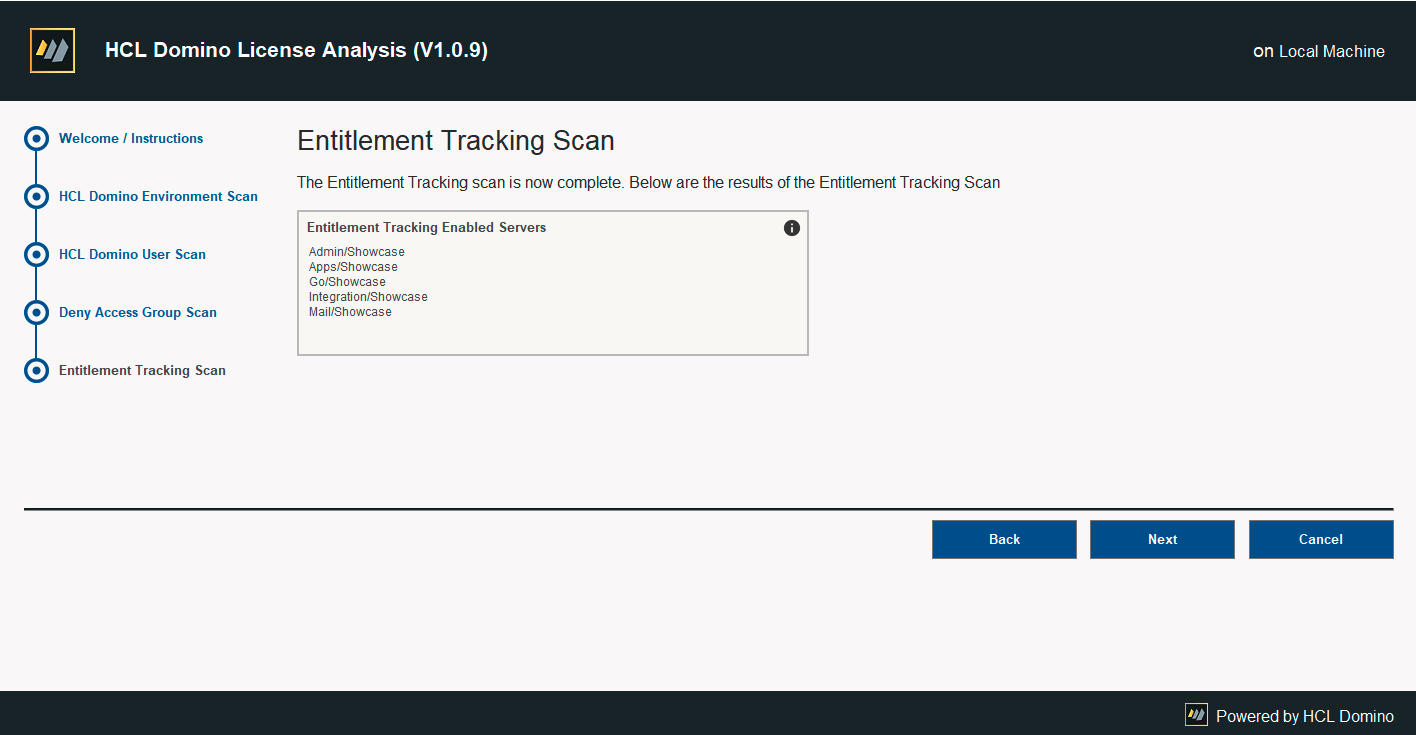 HCL Domino License Analysis (V1.0.9)
on Local Machine
Welcome / Instructions
HCL Domino Environment Scan
HCL Domino User Scan
Deny Access Group Scan
Entitlement Tracking Scan
Entitlement Tracking Scan
The Entitlement Tracking scan is now complete. Below are the results of the Entitlement Tracking Scan
Entitlement Tracking Enabled Servers
Admin/Showcase
Apps/Showcase
Go/Showcase
Integration/Showcase
Mail/Showcase
Back
Next
Cancel
Powered by HCL Domino